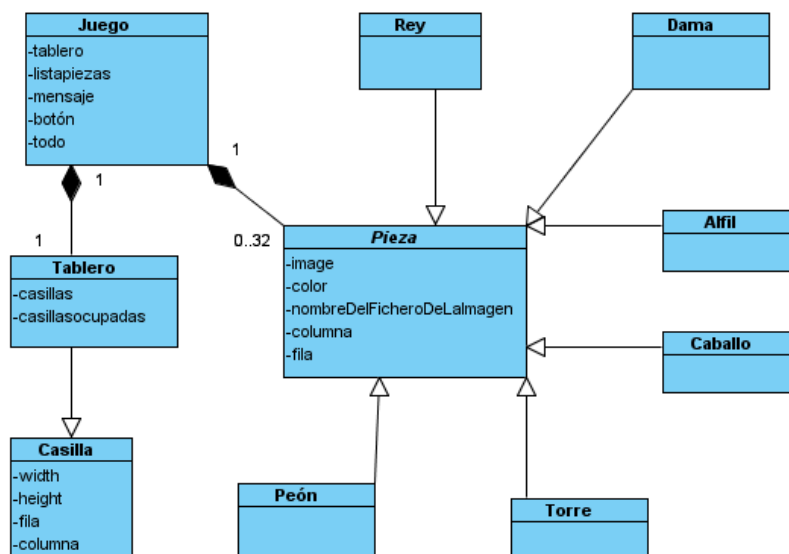 Juego
-tablero
-listapiezas
-mensaje
-botón
-todo
Rey
Dama
1
1
1
0..32
Pieza
-image
-color
-nombreDelFicheroDeLaImagen
-columna
-fila
Alfil
Tablero
-casillas
-casillasocupadas
Caballo
Casilla
-width
-height
-fila
-columna
Peón
Torre